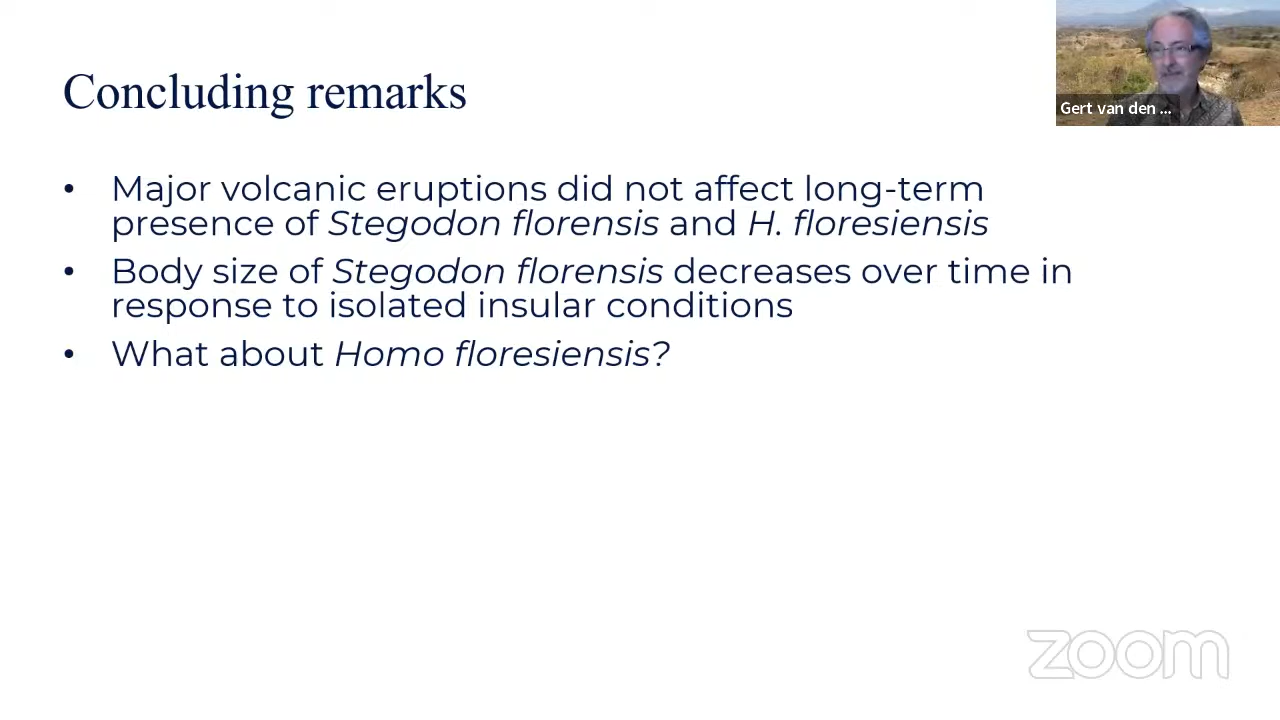 Concluding remarks
Gert van den ...
• Major volcanic eruptions did not affect long-term
presence of Stegodon florensis and H. floresiensis
• Body size of Stegodon florensis decreases over time in
response to isolated insular conditions
• What about Homo floresiensis?
zoom